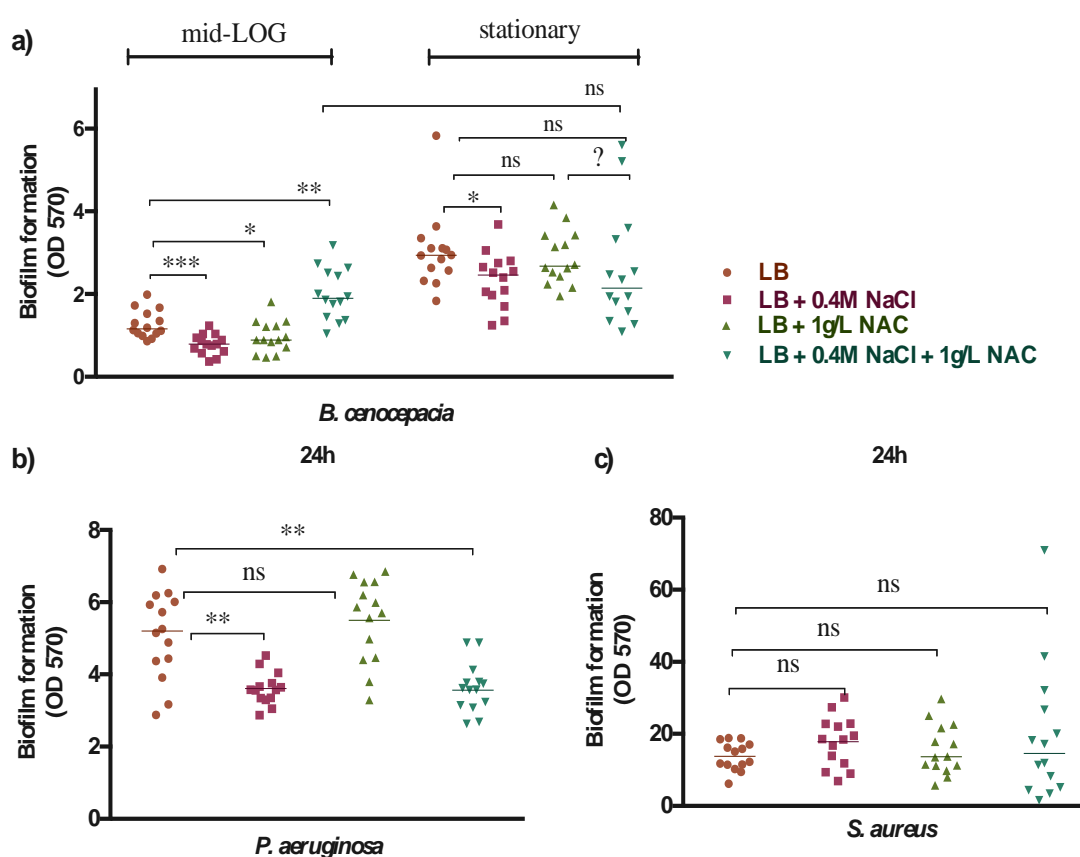 a)
mid-LOG
stationary
Biofilm formation
(OD 570)
6
4
2
0
***
*
**
*
ns
ns
ns
?
B. cenocepacia
LB
LB + 0.4M NaCl
LB + 1g/L NAC
LB + 0.4M NaCl + 1g/L NAC
b)
24h
Biofilm formation
(OD 570)
8
6
4
2
0
**
ns
**
P. aeruginosa
c)
24h
Biofilm formation
(OD 570)
80
60
40
20
0
ns
ns
ns
S. aureus